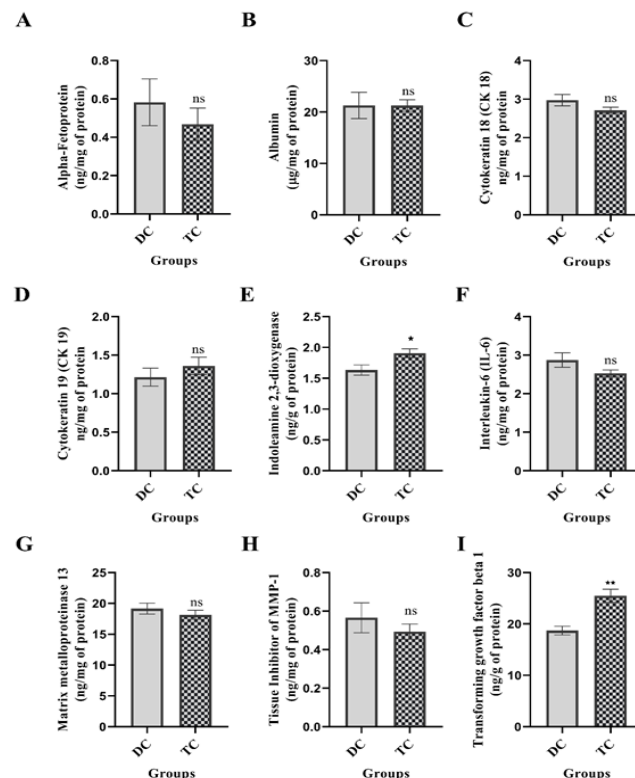 A
Alpha-Fetoprotein
(ng/mg of protein)
0.8
0.6
0.4
0.2
0.0
ns
DC
TC
Groups
B
Albumin
(µg/mg of protein)
30
20
10
0
ns
DC
TC
Groups
C
Cytokeratin 18 (CK 18)
ng/mg of protein)
4
3
2
1
0
ns
DC
TC
Groups
D
Cytokeratin 19 (CK 19)
ng/mg of protein
2.0
1.5
1.0
0.5
0.0
ns
DC
TC
Groups
E
Indoleamine 2,3-dioxygenase
(ng/g of protein)
2.5
2.0
1.5
1.0
0.5
0.0
*
DC
TC
Groups
F
Interleukin-6 (IL-6)
(ng/mg of protein)
4
3
2
1
0
ns
DC
TC
Groups
G
Matrix metalloproteinase 13
(ng/mg of protein)
25
20
15
10
5
0
ns
DC
TC
Groups
H
Tissue Inhibitor of MMP-1
(ng/mg of protein)
0.8
0.6
0.4
0.2
0.0
ns
DC
TC
Groups
I
Transforming growth factor beta 1
(ng/g of protein)
30
20
10
0
**
DC
TC
Groups